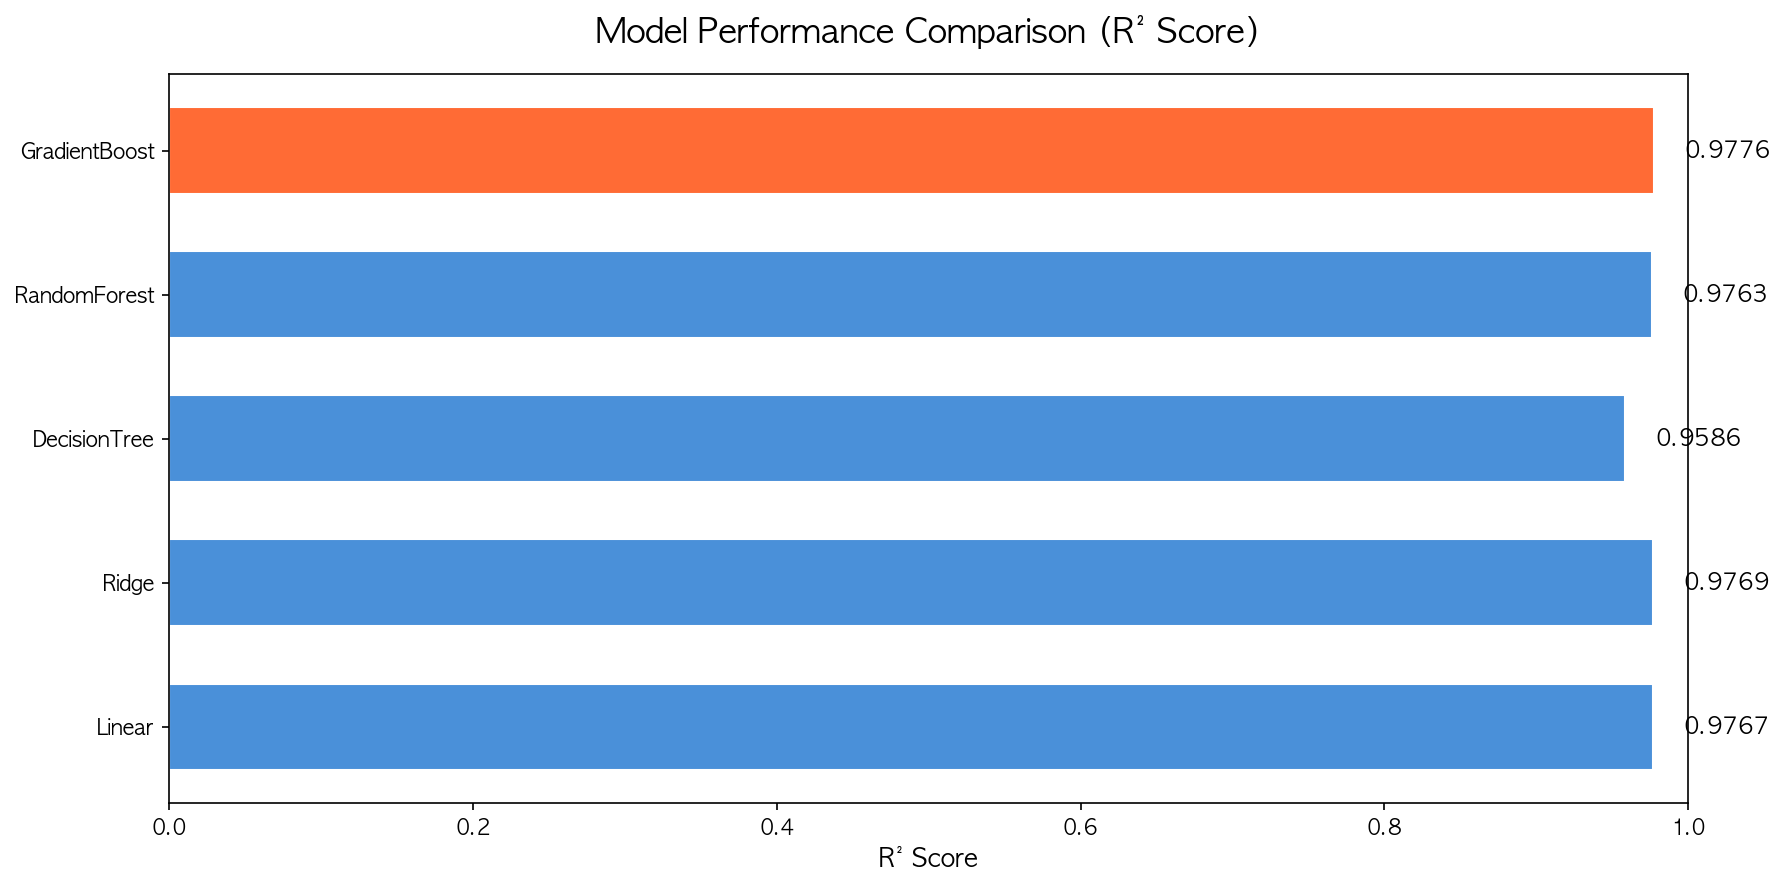 Model Performance Comparison (R² Score)
GradientBoost 0.9776
RandomForest 0.9763
DecisionTree 0.9586
Ridge 0.9769
Linear 0.9767
0.0 0.2 0.4 0.6 0.8 1.0
R² Score